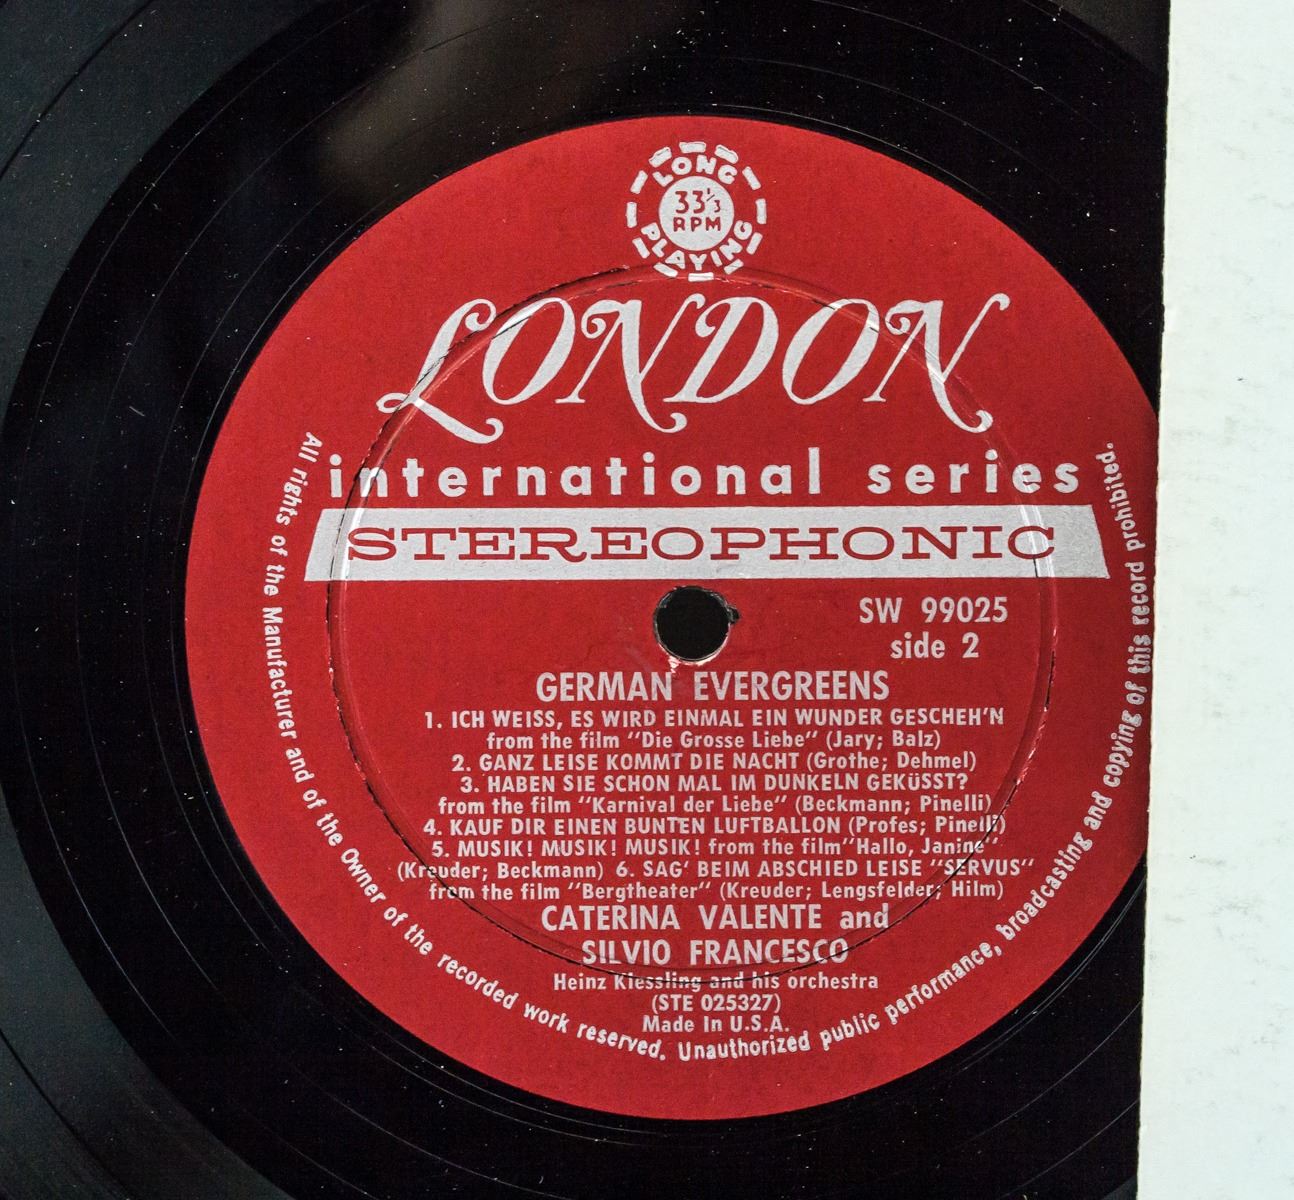 LONG
33 1/3
RPM
PLAYING
LONDON
international series
STEREOPHONIC
SW 99025
side 2
GERMAN EVERGREENS
1. ICH WEISS, ES WIRD EINMAL EIN WUNDER GESCHEH'N
from the film "Die Grosse Liebe" (Jary; Balz)
2. GANZ LEISE KOMMT DIE NACHT (Grothe; Dehmel)
3. HABEN SIE SCHON MAL IM DUNKELN GEKÜSST?
from the film "Karnival der Liebe" (Beckmann; Pinelli)
4. KAUF DIR EINEN BUNTEN LUFTBALLON (Profes; Pinelli)
5. MUSIK! MUSIK! MUSIK! from the film "Hallo, Janine"
(Kreuder; Beckmann) 6. SAG' BEIM ABSCHIED LEISE "SERVUS"
from the film "Bergtheater" (Kreuder; Lengsfelder; Hilm)
CATERINA VALENTE and
SILVIO FRANCESCO
Heinz Kiessling and his orchestra
(STE 025327)
Made In U.S.A.
All rights of the Manufacturer and of the Owner of the recorded work reserved. Unauthorized public performance, broadcasting and copying of this record prohibited.